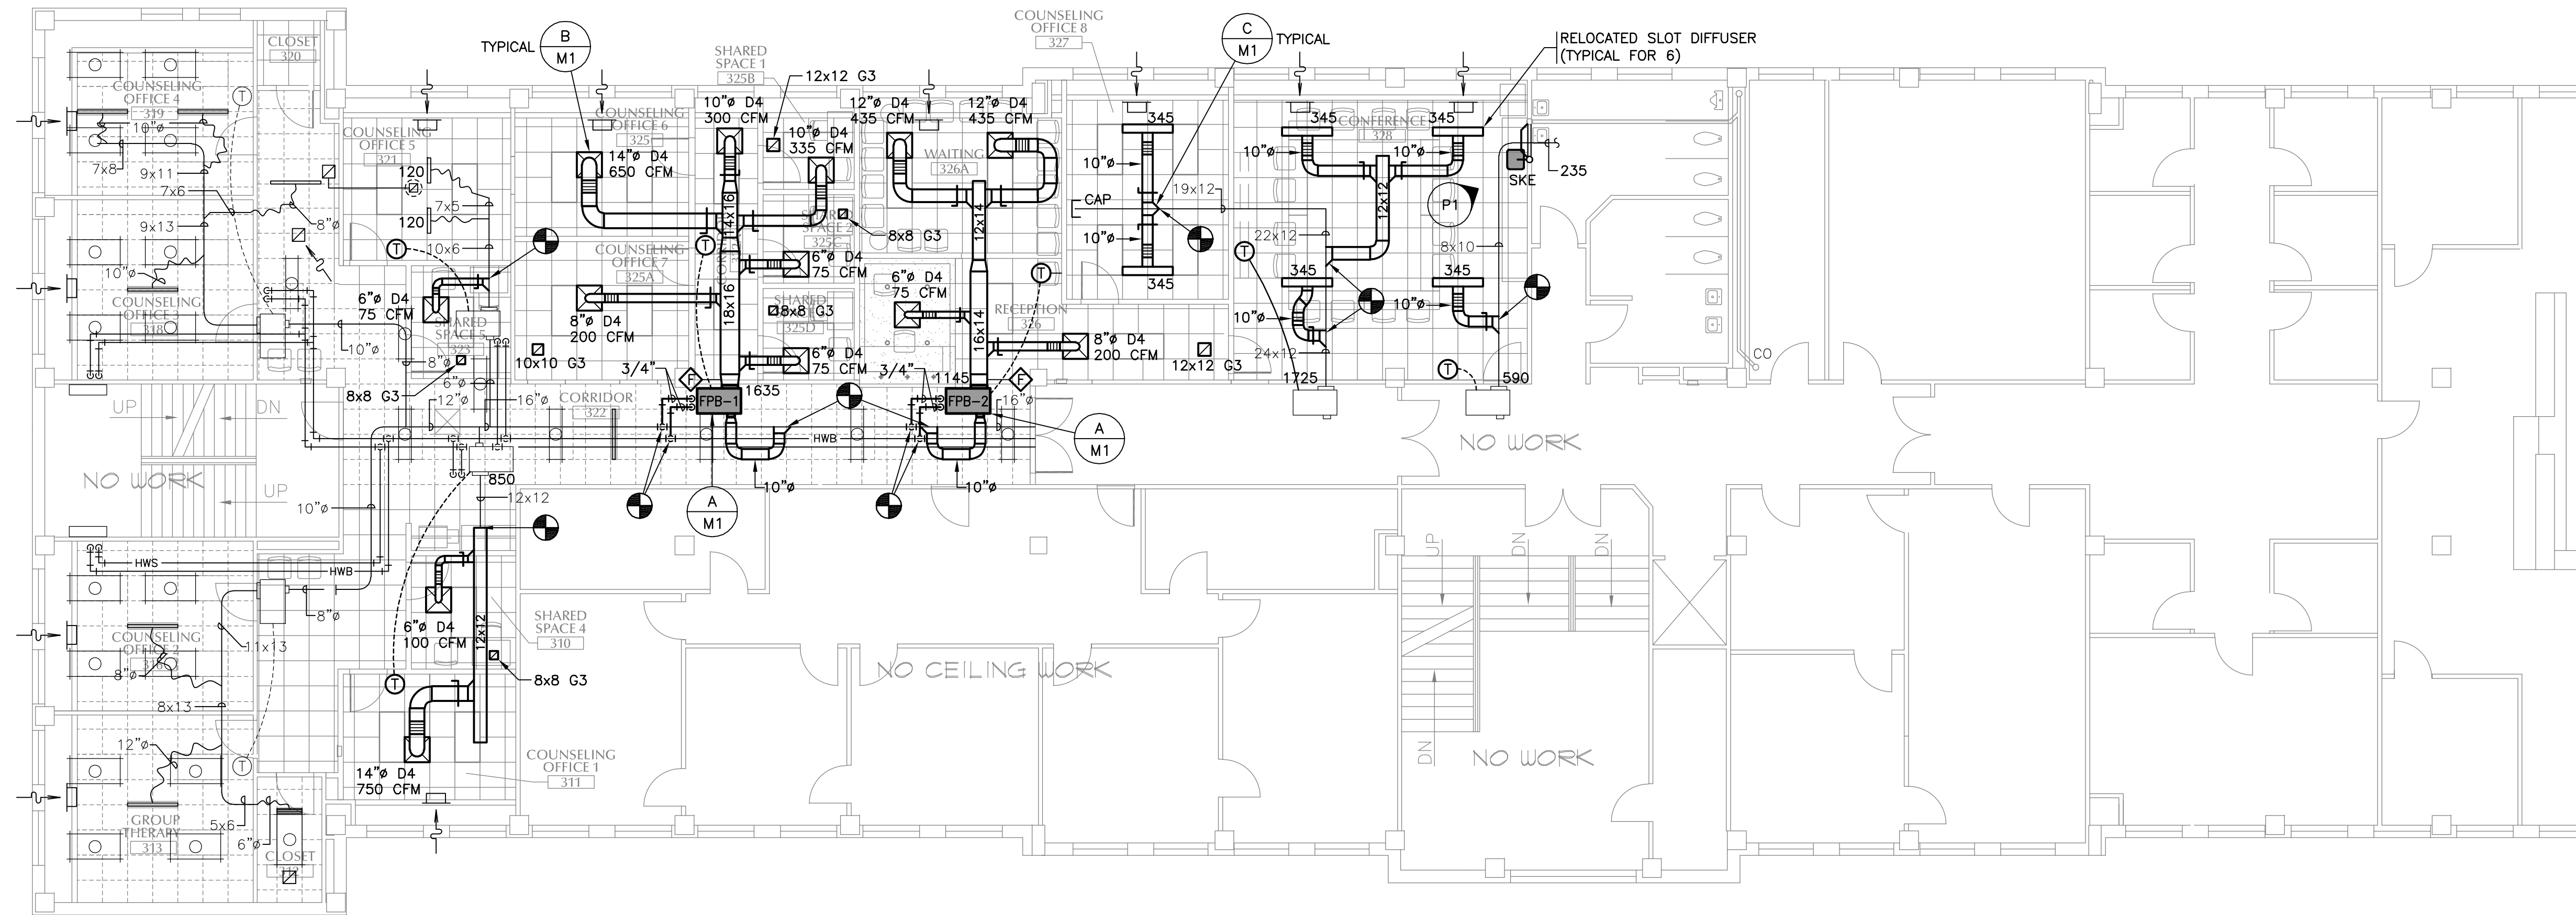 COUNSELING
OFFICE 8
327
C
M1
TYPICAL
RELOCATED SLOT DIFFUSER
(TYPICAL FOR 6)
TYPICAL
B
M1
CLOSET
320
SHARED
SPACE 1
325B
12x12 G3
COUNSELING
OFFICE 4
319
10"ø
T
7x8
9x11
7x6
9x13
8"ø
10"ø
COUNSELING
OFFICE 3
318
COUNSELING
OFFICE 5
321
120
7x5
120
T
10x6
6"ø D4
75 CFM
SHARED
SPACE 5
323
8"ø
10"ø
6"ø
8x8 G3
12"ø
16"ø
COUNSELING
OFFICE 6
325
14"ø D4
650 CFM
COUNSELING
OFFICE 7
325A
8"ø D4
200 CFM
10x10 G3
10"ø D4
300 CFM
14x16
T
18x16
10"ø D4
335 CFM
SHARED
SPACE 2
325C
8x8 G3
6"ø D4
75 CFM
SHARED
8x8 G3
325D
6"ø D4
75 CFM
12"ø D4
435 CFM
12"ø D4
435 CFM
WAITING
326A
12x14
T
6"ø D4
75 CFM
16x14
RECEPTION
326
8"ø D4
200 CFM
12x12 G3
345
10"ø
CAP
19x12
10"ø
345
345
CONFERENCE
328
345
10"ø
10"ø
12x12
P1
SKE
235
T
22x12
8x10
345
345
10"ø
10"ø
24x12
T
1725
590
CO
3/4"
F
1635
FPB-1
3/4"
1145
F
FPB-2
16"ø
CORRIDOR
322
HWB
A
M1
10"ø
10"ø
A
M1
UP
DN
NO WORK
UP
NO WORK
10"ø
850
12x12
HWS
HWB
8"ø
COUNSELING
OFFICE 2
8"ø
11x13
8x13
12"ø
T
GROUP
THERAPY
313
5x6
6"ø
CLOSET
6"ø D4
100 CFM
12x12
SHARED
SPACE 4
310
8x8 G3
T
14"ø D4
750 CFM
COUNSELING
OFFICE 1
311
NO CEILING WORK
UP
DN
DN
DN
NO WORK